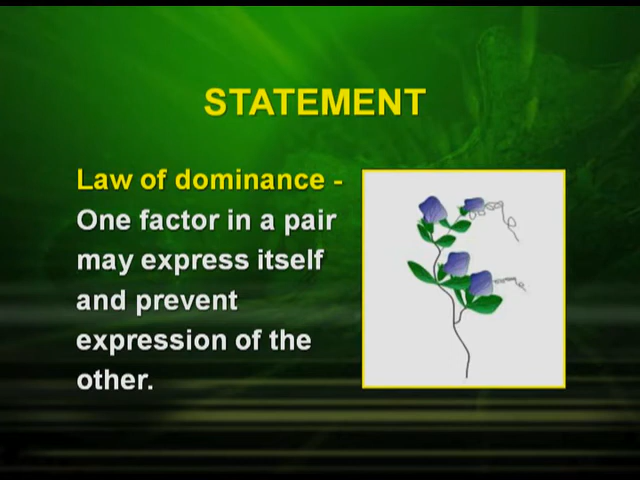 STATEMENT
Law of dominance -
One factor in a pair
may express itself
and prevent
expression of the
other.